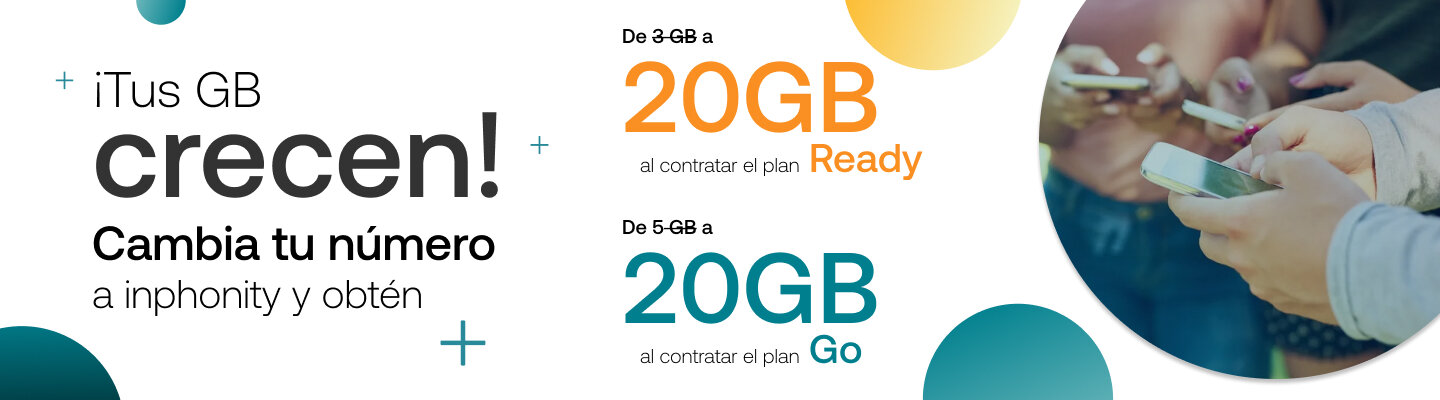 ¡Tus GB
crecen!
Cambia tu número
a inphonity y obtén
De 3 GB a
20GB
al contratar el plan Ready
De 5 GB a
20GB
al contratar el plan Go